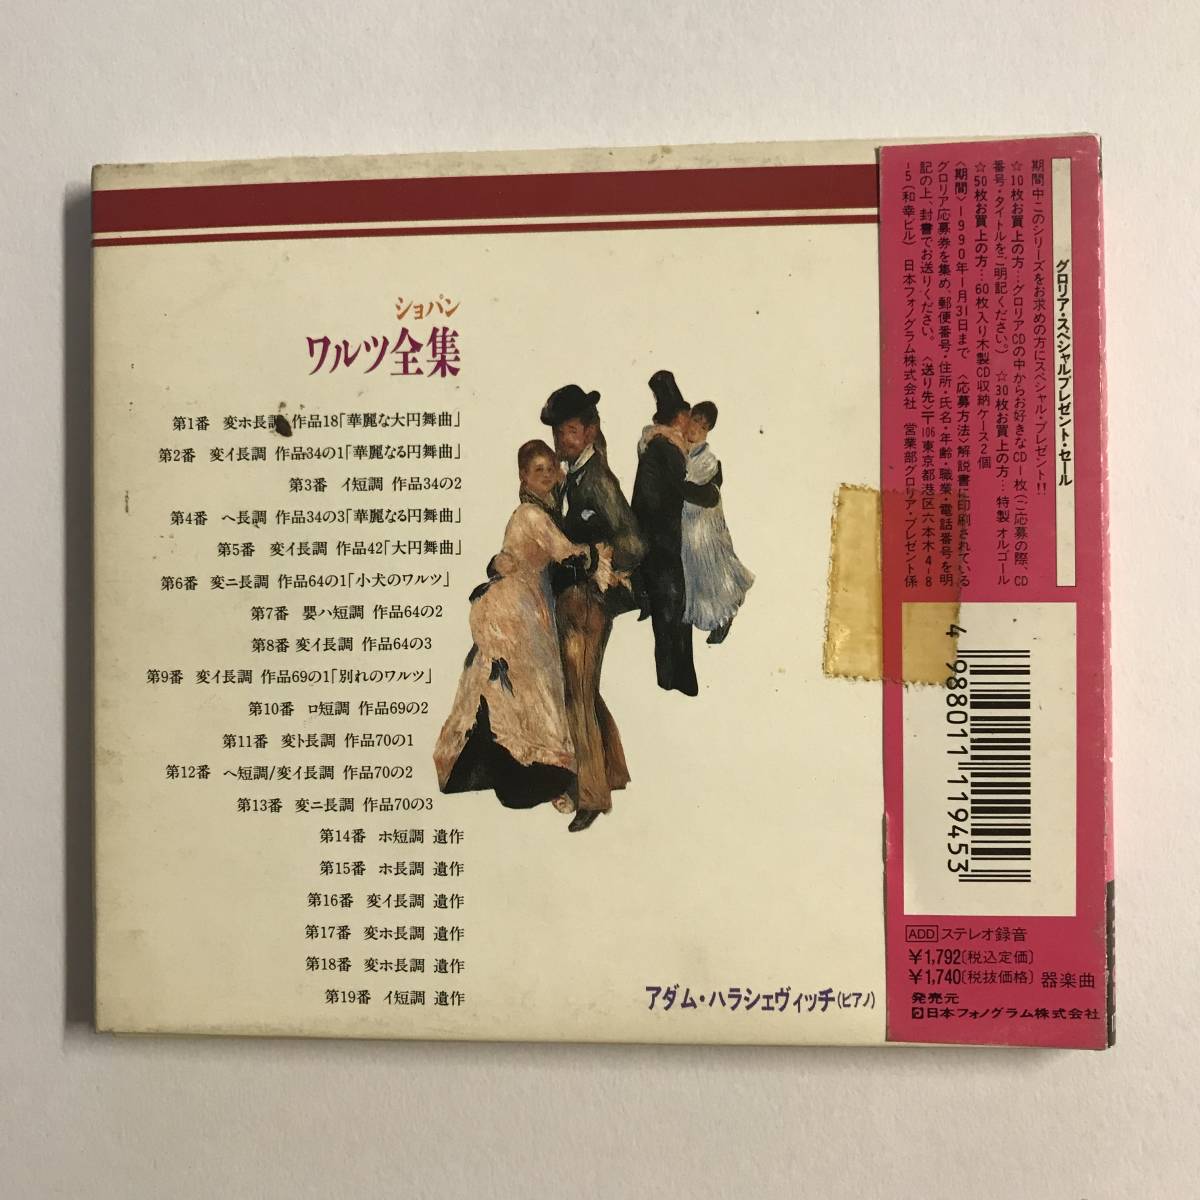 ショパン
ワルツ全集
第1番 変ホ長調 作品18「華麗な大円舞曲」
第2番 変イ長調 作品34の1「華麗なる円舞曲」
第3番 イ短調 作品34の2
第4番 ヘ長調 作品34の3「華麗なる円舞曲」
第5番 変イ長調 作品42「大円舞曲」
第6番 変ニ長調 作品64の1「小犬のワルツ」
第7番 嬰ハ短調 作品64の2
第8番 変イ長調 作品64の3
第9番 変イ長調 作品69の1「別れのワルツ」
第10番 ロ短調 作品69の2
第11番 変ト長調 作品70の1
第12番 ヘ短調/変イ長調 作品70の2
第13番 変ニ長調 作品70の3
第14番 ホ短調 遺作
第15番 ホ長調 遺作
第16番 変イ長調 遺作
第17番 変ホ長調 遺作
第18番 変ホ長調 遺作
第19番 イ短調 遺作
アダム・ハラシェヴィッチ(ピアノ)
グロリア・スペシャルプレゼント・セール
期間中このシリーズをお求めの方にスペシャル・プレゼント!!
☆10枚お買上の方…グロリアCDの中からお好きなCD1枚(ご応募の際、CD
番号・タイトルをご明記ください。) ☆30枚お買上の方…特製オルゴール
☆50枚お買上の方…60枚入り木製CD収納ケース2個
〈期間〉1990年1月31日まで 〈応募方法〉解説書に印刷されている
グロリア応募券を集め、郵便番号・住所・氏名・年齢・職業・電話番号を明
記の上、封書でお送りください。 〈送り先〉〒106東京都港区六本木4-8
-5(和幸ビル) 日本フォノグラム株式会社 営業部グロリア・プレゼント係
4 988011 119453
ADD ステレオ録音
¥1,792(税込定価)
¥1,740(税抜価格) 器楽曲
発売元
日本フォノグラム株式会社